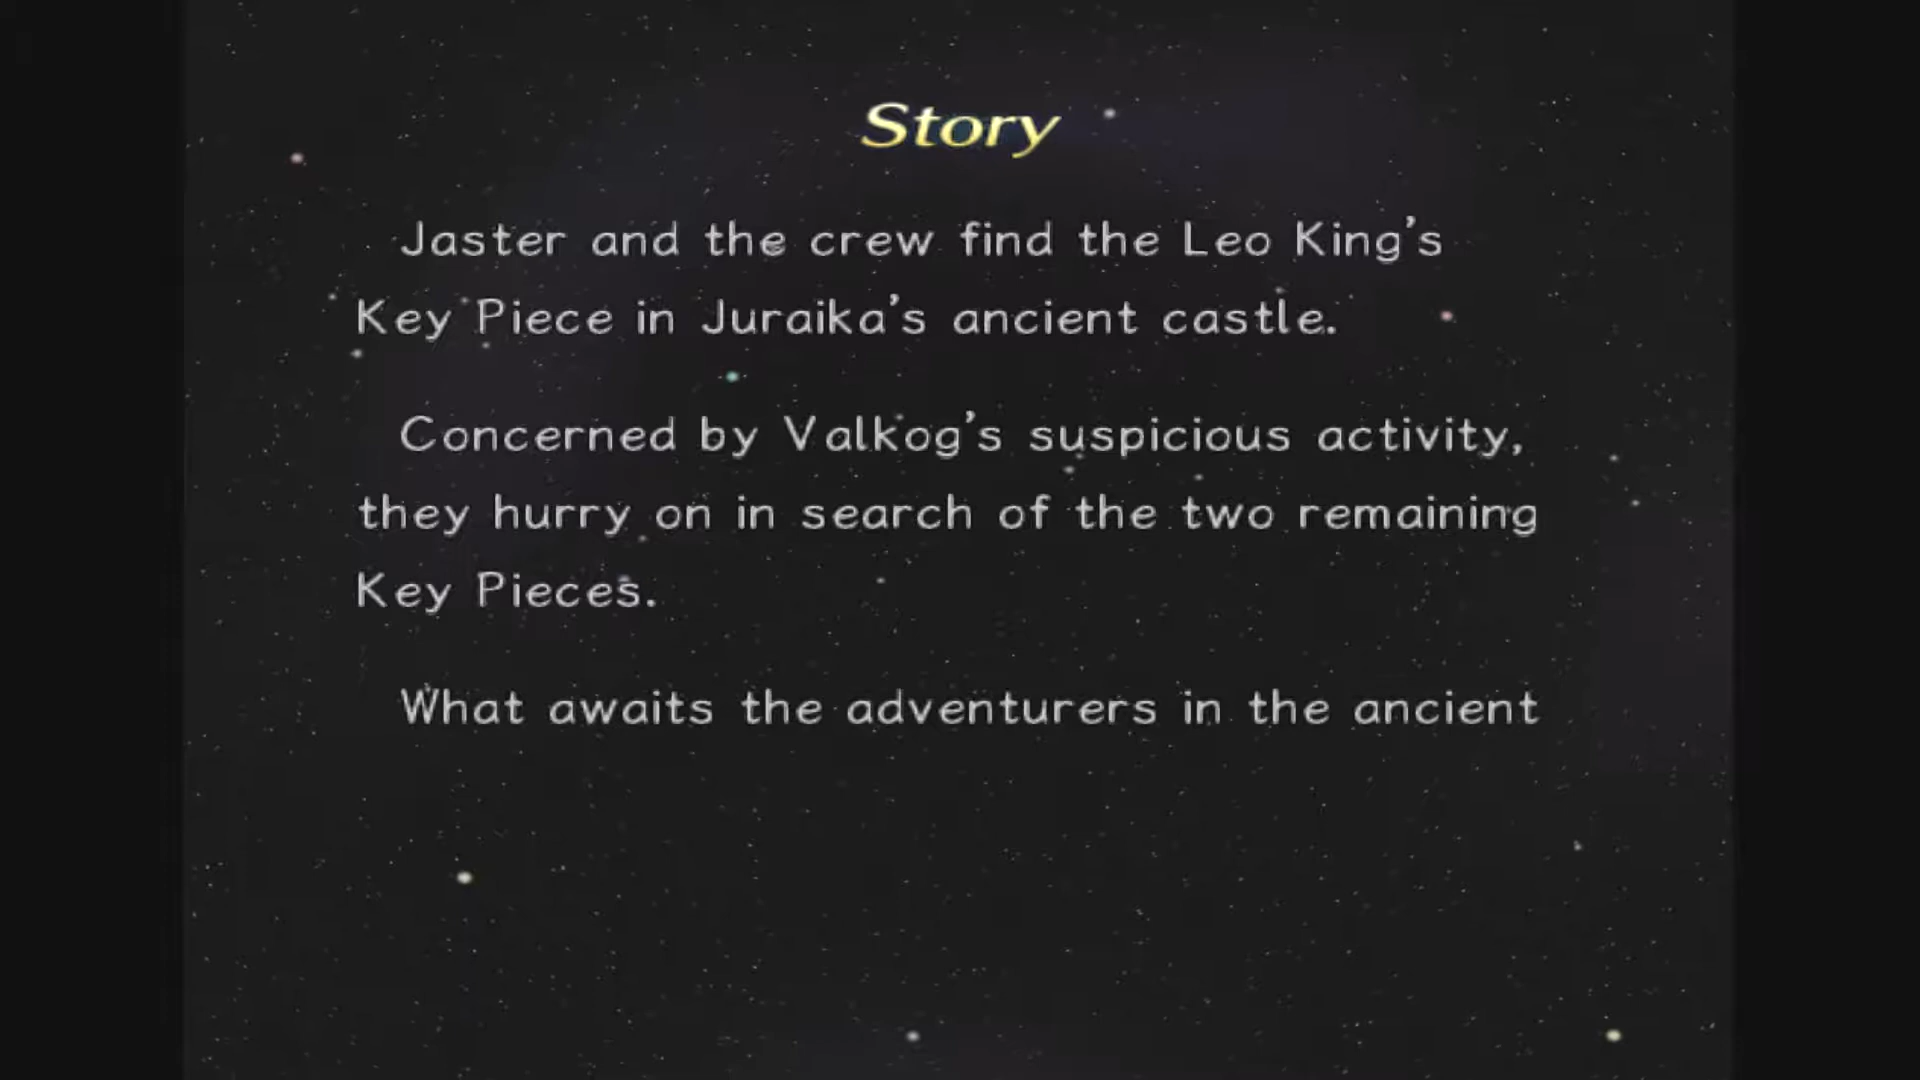 Story
Jaster and the crew find the Leo King's
Key Piece in Juraika's ancient castle.
Concerned by Valkog's suspicious activity,
they hurry on in search of the two remaining
Key Pieces.
What awaits the adventurers in the ancient